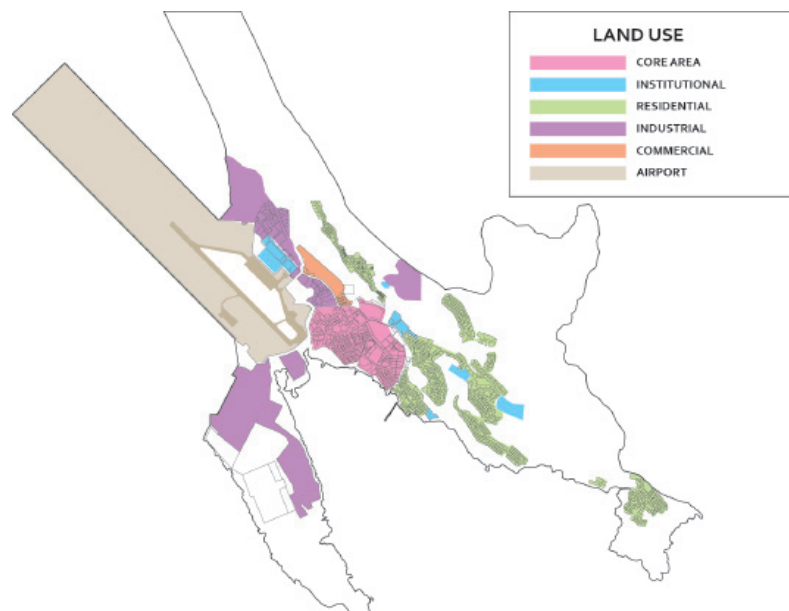 LAND USE
CORE AREA
INSTITUTIONAL
RESIDENTIAL
INDUSTRIAL
COMMERCIAL
AIRPORT